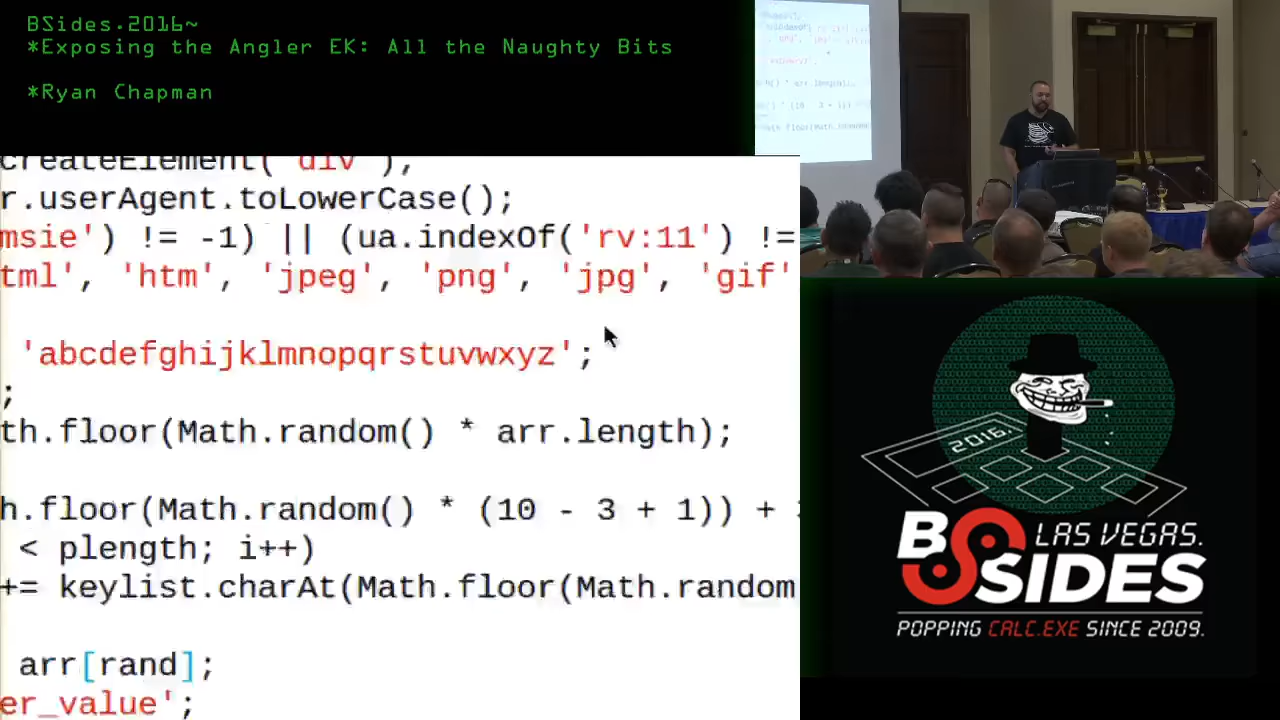 BSides.2016~
*Exposing the Angler EK: All the Naughty Bits
*Ryan Chapman
createElement('div'),
r.userAgent.toLowerCase();
msie') != -1) || (ua.indexOf('rv:11') !=
tml', 'htm', 'jpeg', 'png', 'jpg', 'gif'
'abcdefghijklmnopqrstuvwxyz';
;
th.floor(Math.random() * arr.length);
h.floor(Math.random() * (10 - 3 + 1)) +
< plength; i++)
+= keylist.charAt(Math.floor(Math.random
arr[rand];
er_value';
2016.
BSIDES
LAS VEGAS.
POPPING CALC.EXE SINCE 2009.